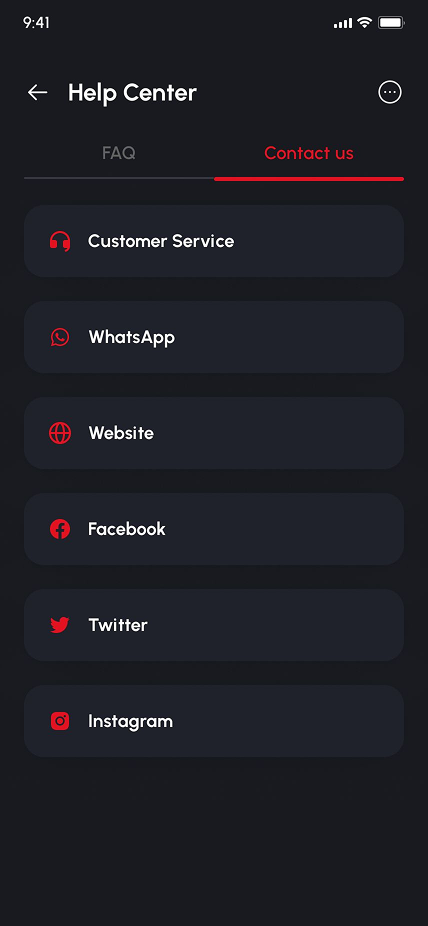 9:41
Help Center
FAQ
Contact us
Customer Service
WhatsApp
Website
Facebook
Twitter
Instagram